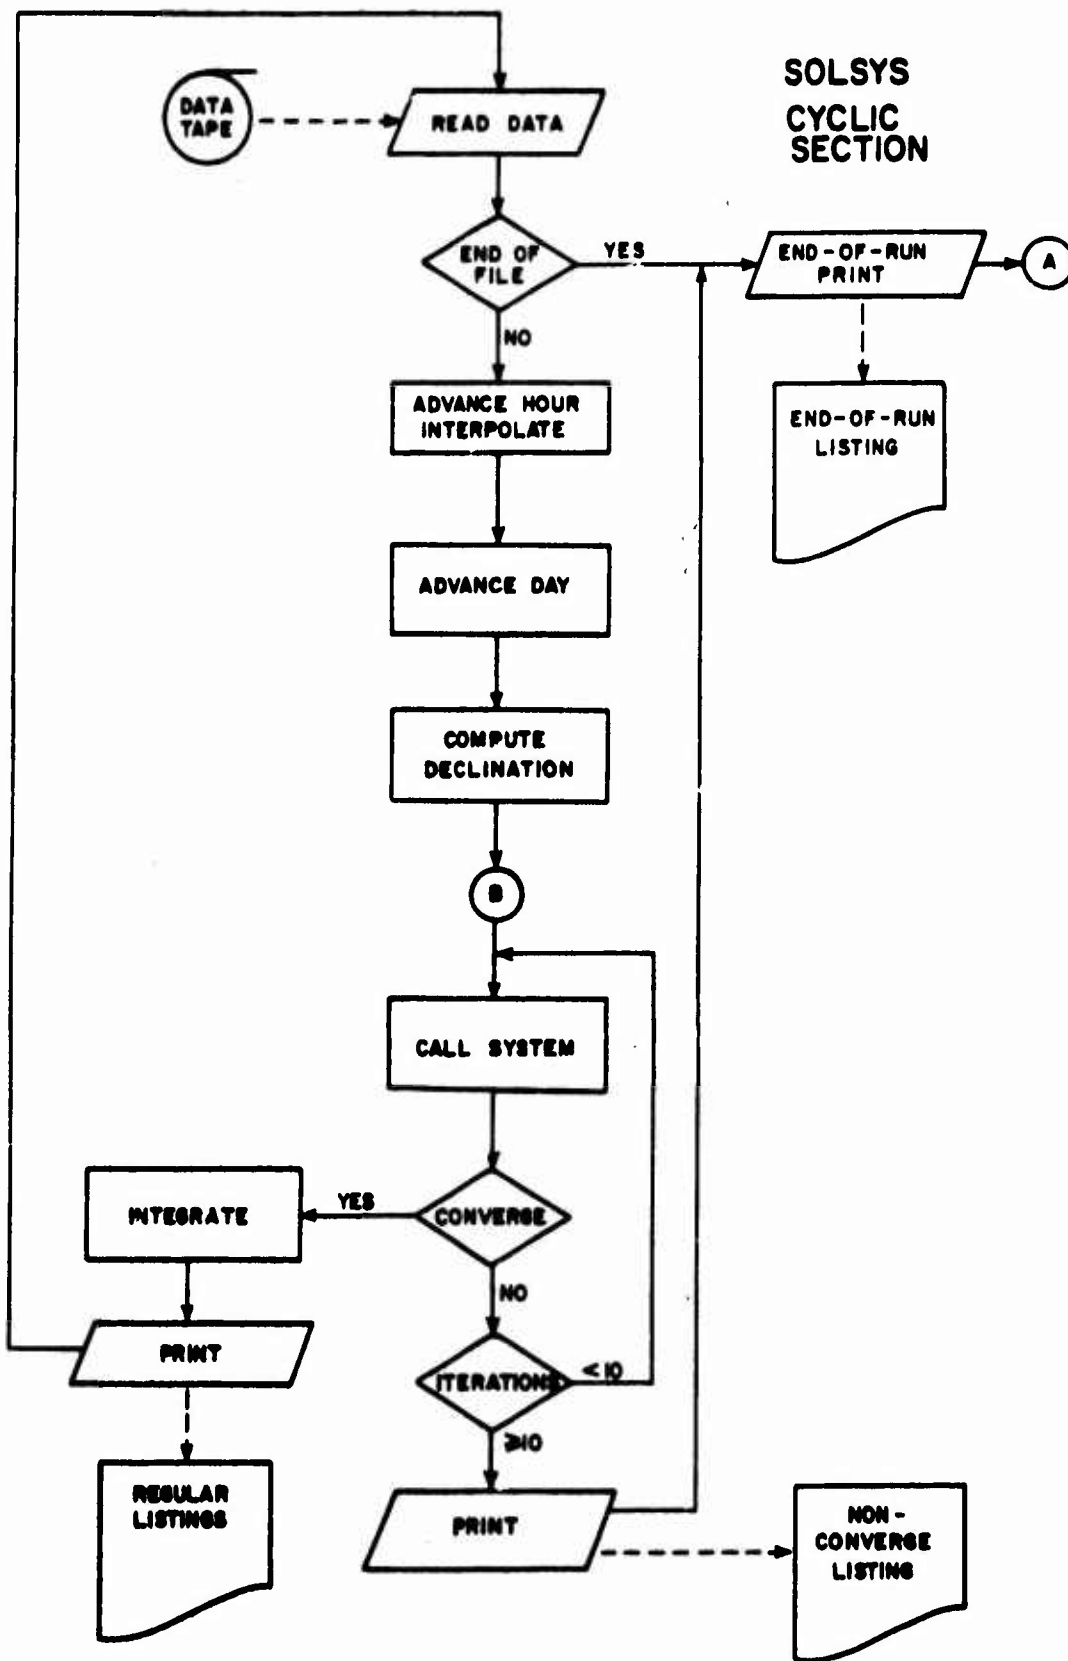 SOLSYS
CYCLIC
SECTION
DATA
TAPE
READ DATA
END OF
FILE
YES
END-OF-RUN
PRINT
A
NO
ADVANCE HOUR
INTERPOLATE
END-OF-RUN
LISTING
ADVANCE DAY
COMPUTE
DECLINATION
B
CALL SYSTEM
CONVERGE
YES
INTEGRATE
NO
PRINT
ITERATIONS
<10
≥10
REGULAR
LISTINGS
PRINT
NON-
CONVERGE
LISTING